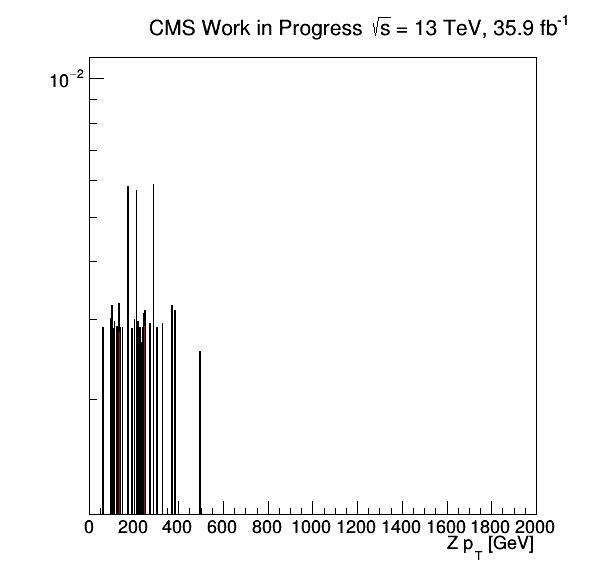 CMS Work in Progress √s = 13 TeV, 35.9 fb⁻¹
10⁻²
0 200 400 600 800 1000 1200 1400 1600 1800 2000
Z p_T [GeV]